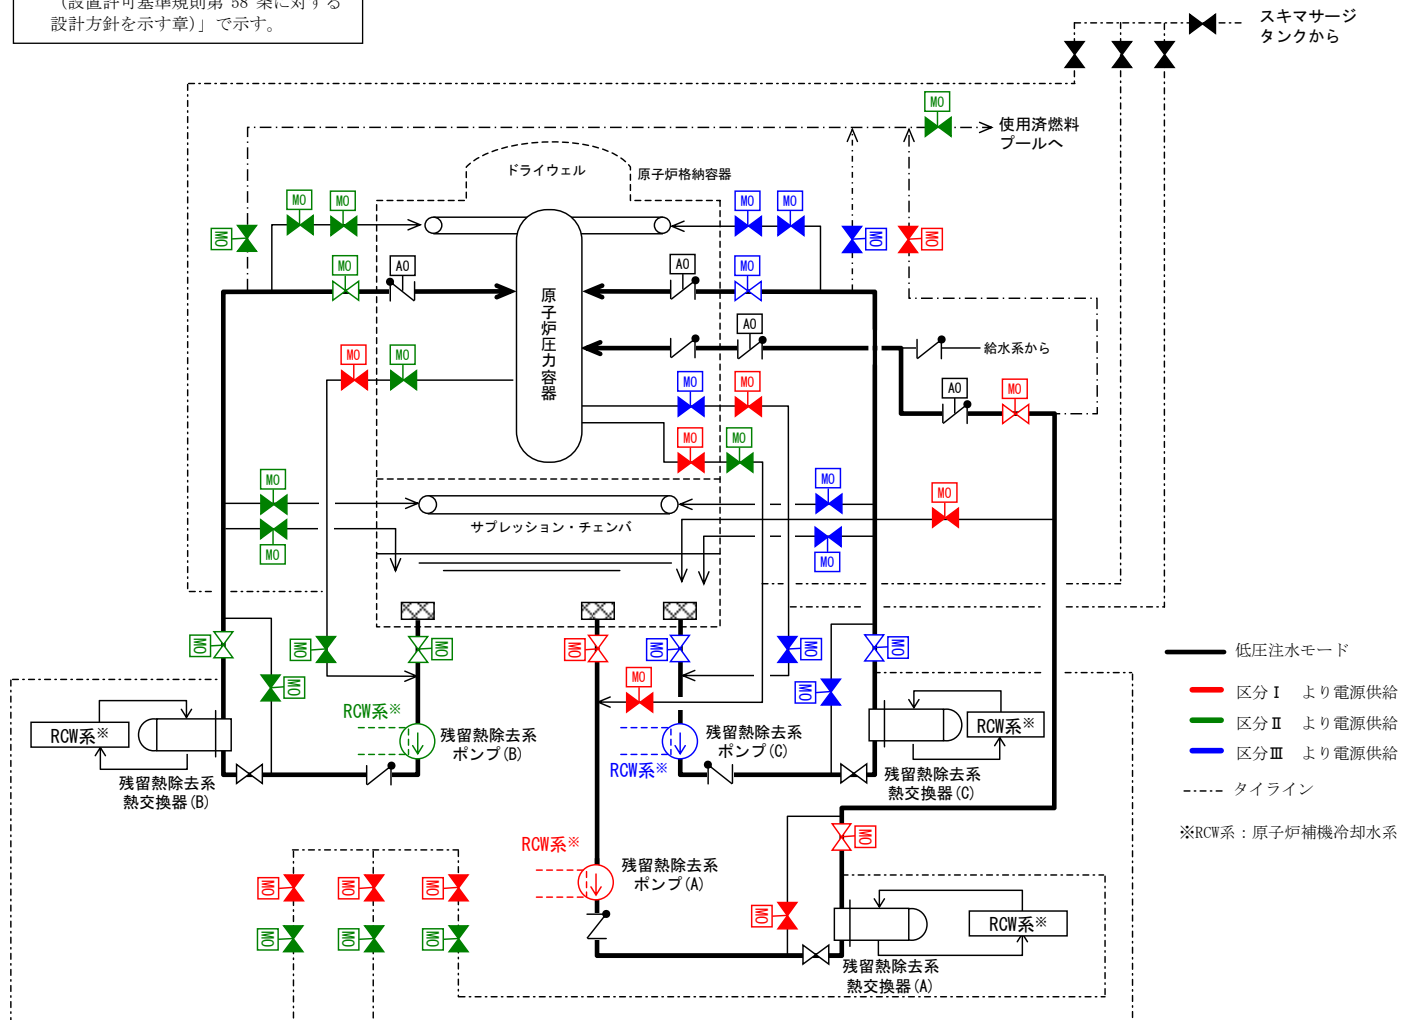 （設置許可基準規則第 58 条に対する
設計方針を示す章）」で示す。
スキマサージ
タンクから
MO
使用済燃料
プールへ
ドライウェル
原子炉格納容器
MO
MO
MO
MO
MO
MO
MO
MO
AO
AO
MO
原子炉圧力容器
AO
給水系から
MO
MO
MO
MO
AO
MO
MO
MO
MO
MO
MO
サプレッション・チェンバ
MO
MO
MO
MO
MO
MO
MO
MO
MO
MO
MO
MO
低圧注水モード
区分Ⅰ より電源供給
区分Ⅱ より電源供給
区分Ⅲ より電源供給
タイライン
※RCW系：原子炉補機冷却水系
RCW系※
RCW系※
残留熱除去系
ポンプ(B)
残留熱除去系
熱交換器(B)
RCW系※
残留熱除去系
ポンプ(C)
RCW系※
残留熱除去系
熱交換器(C)
RCW系※
残留熱除去系
ポンプ(A)
MO
MO
MO
MO
MO
MO
MO
MO
RCW系※
残留熱除去系
熱交換器(A)